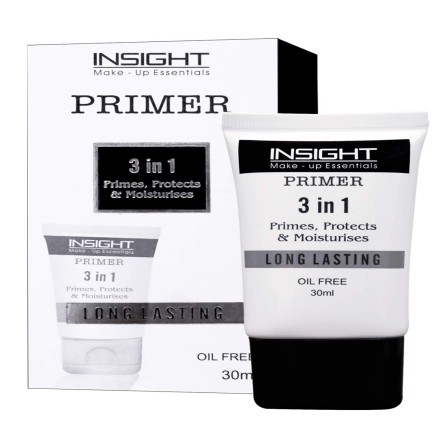 INSIGHT
Make - Up Essentials
PRIMER
3 in 1
Primes, Protects
& Moisturises
INSIGHT
Make - up Essentials
PRIMER
3 in 1
Primes, Protects
& Moisturises
LONG LASTING
OIL FREE
30m
INSIGHT
Make - up Essentials
PRIMER
3 in 1
Primes, Protects
& Moisturises
LONG LASTING
OIL FREE
30ml